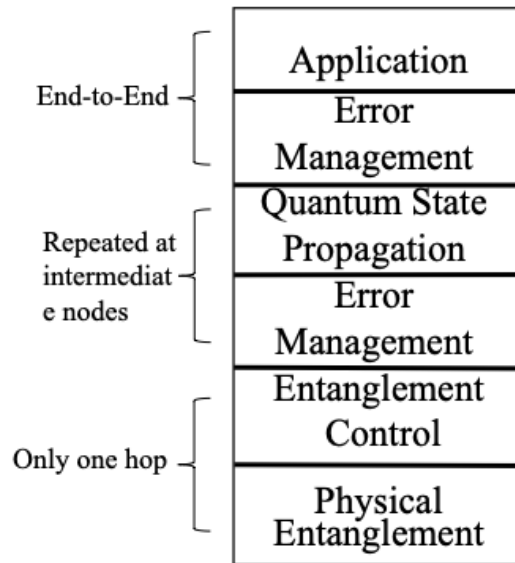 Application
End-to-End
Error
Management
Quantum State
Propagation
Repeated at
intermediat
e nodes
Error
Management
Entanglement
Control
Only one hop
Physical
Entanglement